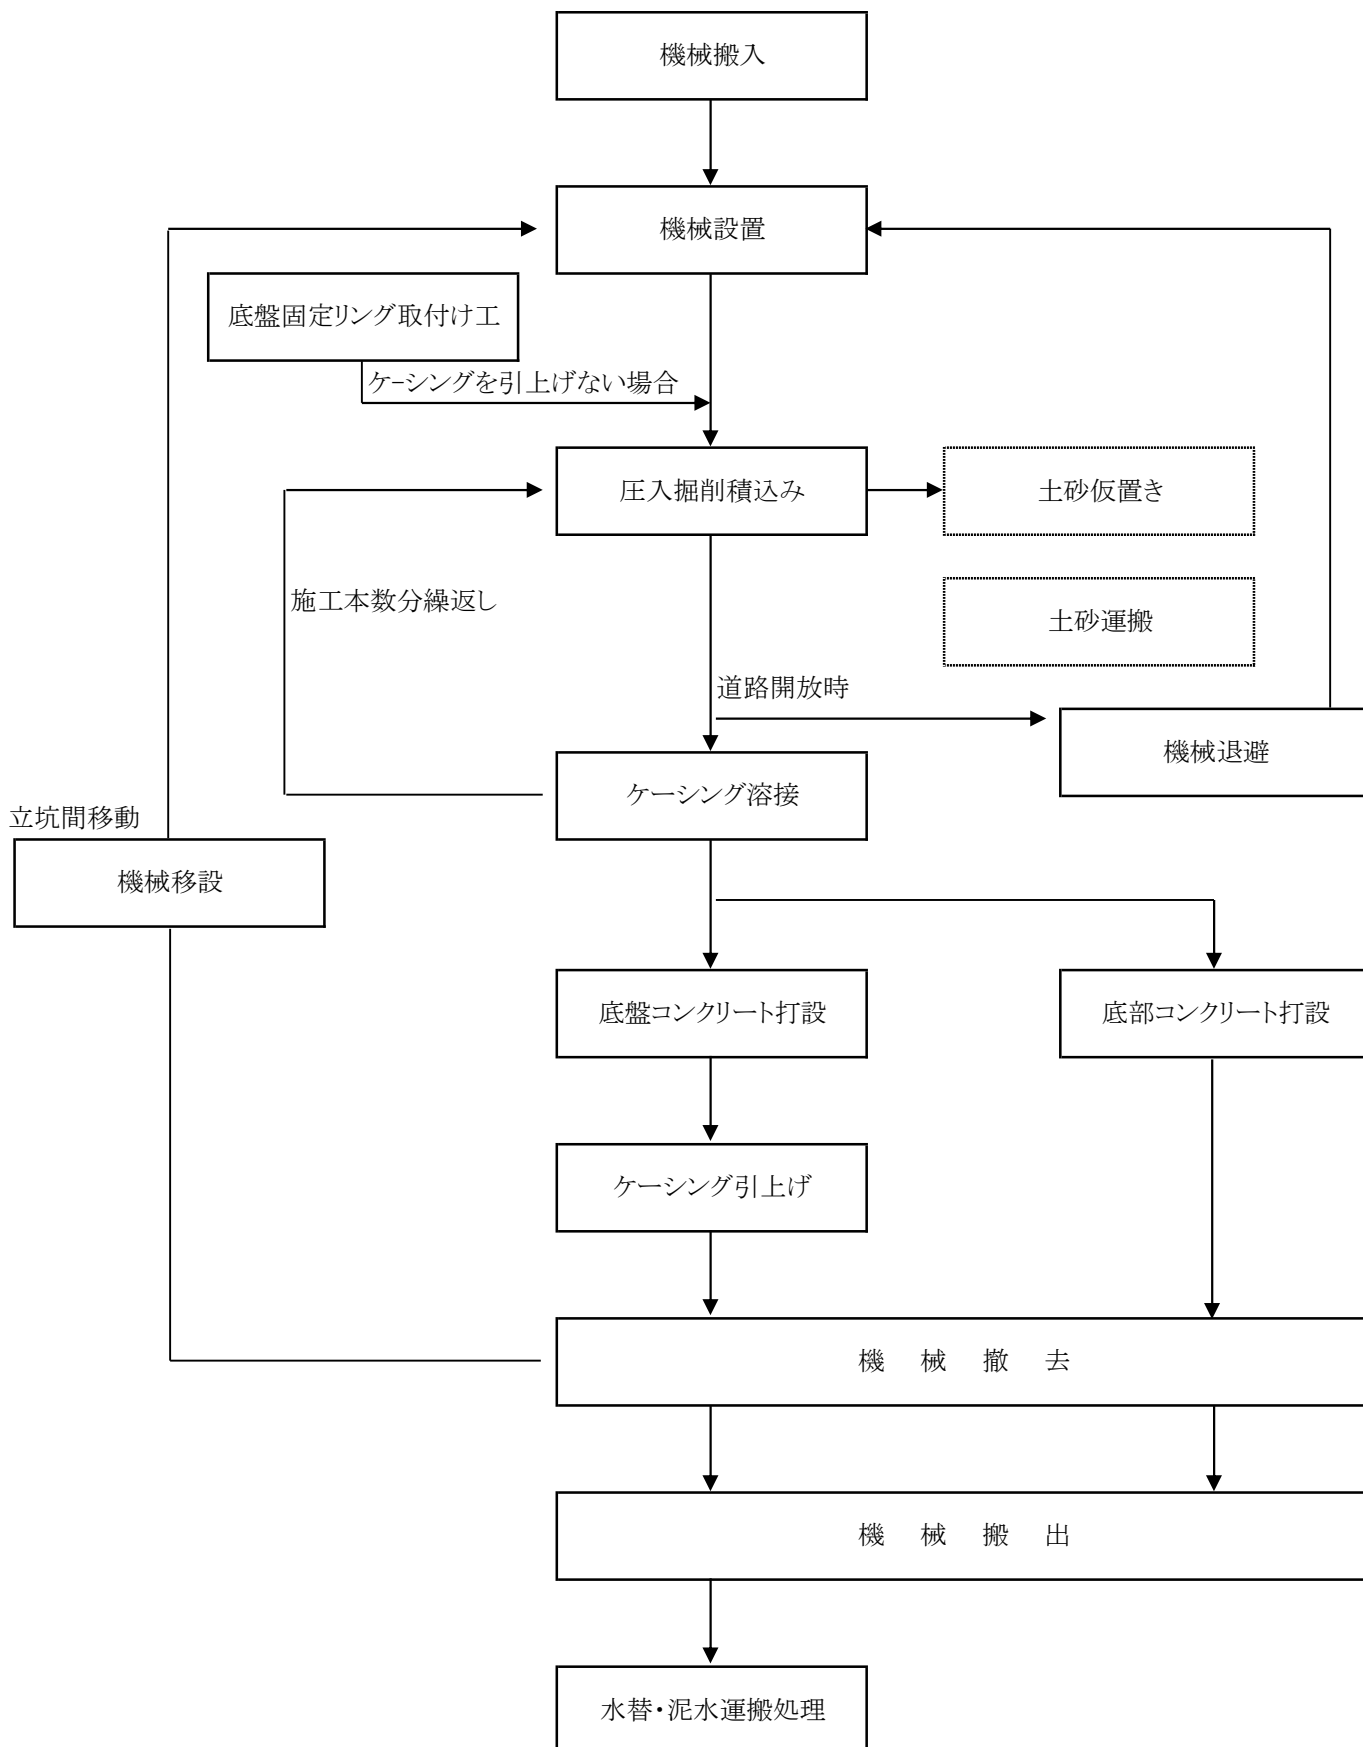 機械搬入
機械設置
底盤固定リング取付け工
ケｰシングを引上げない場合
圧入掘削積込み
土砂仮置き
施工本数分繰返し
土砂運搬
道路開放時
機械退避
ケーシング溶接
立坑間移動
機械移設
底盤コンクリート打設
底部コンクリート打設
ケーシング引上げ
機　械　撤　去
機　械　搬　出
水替・泥水運搬処理